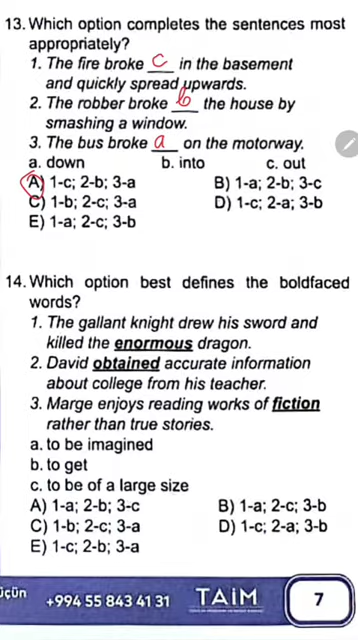 13. Which option completes the sentences most
appropriately?
1. The fire broke c in the basement
and quickly spread upwards.
2. The robber broke b the house by
smashing a window.
3. The bus broke a on the motorway.
a. down b. into c. out
A) 1-c; 2-b; 3-a B) 1-a; 2-b; 3-c
C) 1-b; 2-c; 3-a D) 1-c; 2-a; 3-b
E) 1-a; 2-c; 3-b
14. Which option best defines the boldfaced
words?
1. The gallant knight drew his sword and
killed the enormous dragon.
2. David obtained accurate information
about college from his teacher.
3. Marge enjoys reading works of fiction
rather than true stories.
a. to be imagined
b. to get
c. to be of a large size
A) 1-a; 2-b; 3-c B) 1-a; 2-c; 3-b
C) 1-b; 2-c; 3-a D) 1-c; 2-a; 3-b
E) 1-c; 2-b; 3-a
üçün +994 55 843 41 31 TAiM 7